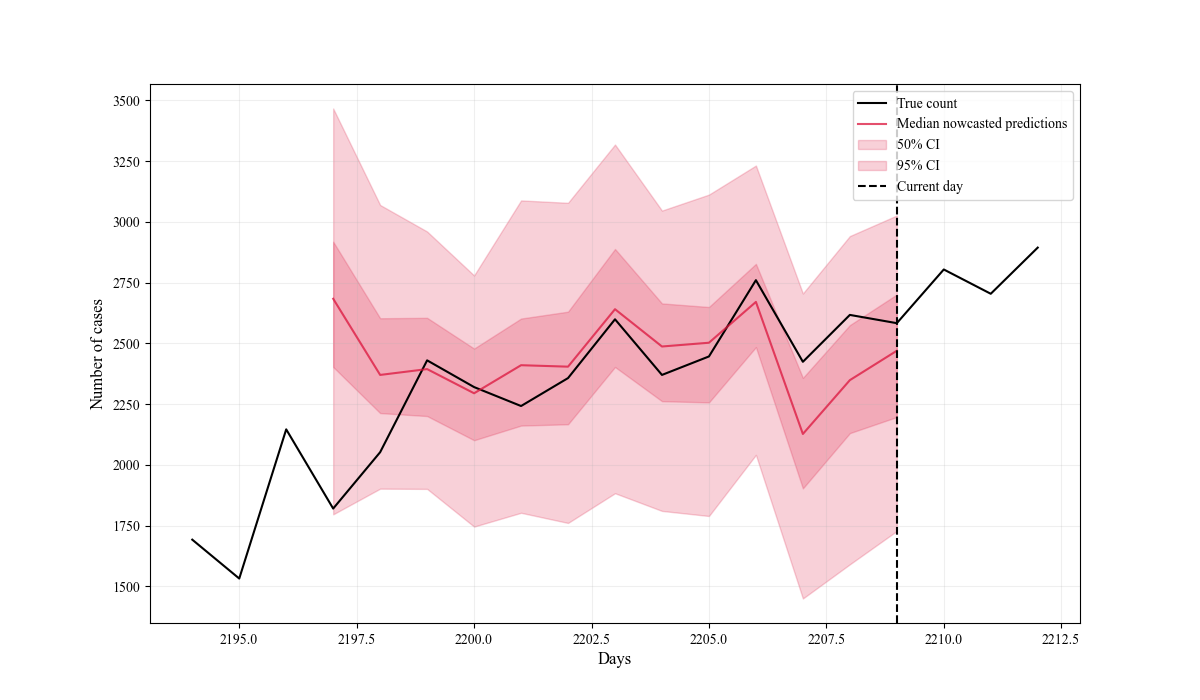 True count
Median nowcasted predictions
50% CI
95% CI
Current day
3500
3250
3000
2750
2500
2250
2000
1750
1500
Number of cases
2195.0 2197.5 2200.0 2202.5 2205.0 2207.5 2210.0 2212.5
Days